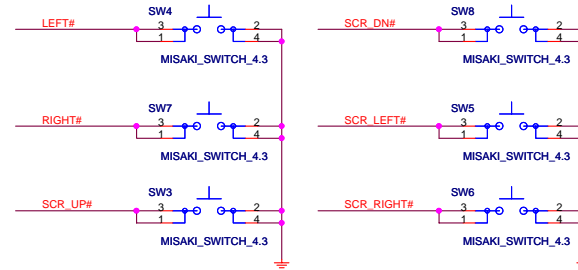 SW4
LEFT# 3 2
1 4
MISAKI_SWITCH_4.3
SW8
SCR_DN# 3 2
1 4
MISAKI_SWITCH_4.3
SW7
RIGHT# 3 2
1 4
MISAKI_SWITCH_4.3
SW5
SCR_LEFT# 3 2
1 4
MISAKI_SWITCH_4.3
SW3
SCR_UP# 3 2
1 4
MISAKI_SWITCH_4.3
SW6
SCR_RIGHT# 3 2
1 4
MISAKI_SWITCH_4.3